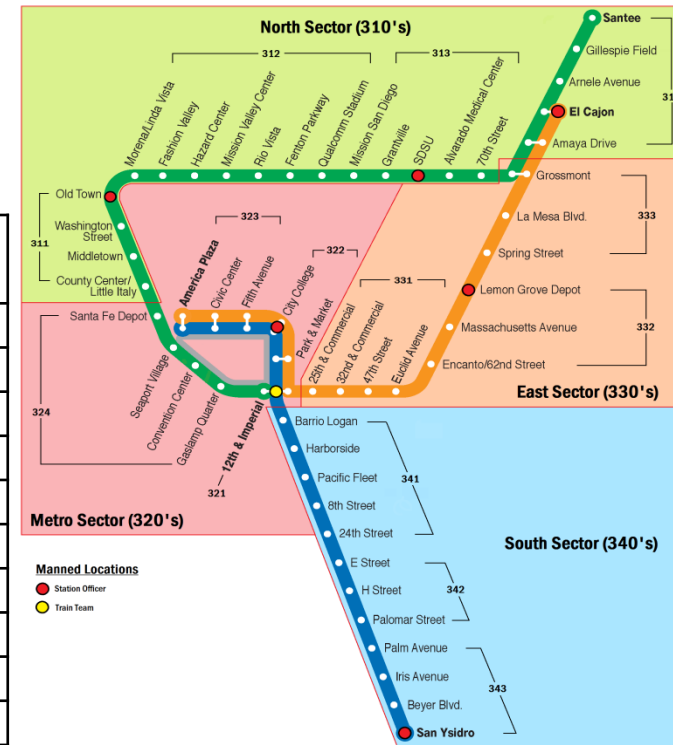 North Sector (310's)
312
313
Santee
Gillespie Field
Arnele Avenue
El Cajon
Amaya Drive
Morena/Linda Vista
Fashion Valley
Hazard Center
Mission Valley Center
Rio Vista
Fenton Parkway
Qualcomm Stadium
Mission San Diego
Grantville
SDSU
Alvarado Medical Center
70th Street
Grossmont
La Mesa Blvd.
333
Spring Street
Old Town
Washington
Street
311
Middletown
County Center/
Little Italy
323
322
America Plaza
Civic Center
Fifth Avenue
City College
Park & Market
331
25th & Commercial
32nd & Commercial
47th Street
Euclid Avenue
Lemon Grove Depot
332
Massachusetts Avenue
Encanto/62nd Street
East Sector (330's)
Santa Fe Depot
324
Seaport Village
Convention Center
Gaslamp Quarter
12th & Imperial
321
Metro Sector (320's)
Barrio Logan
Harborside
Pacific Fleet
341
8th Street
24th Street
South Sector (340's)
E Street
H Street
342
Palomar Street
Palm Avenue
Iris Avenue
343
Beyer Blvd.
San Ysidro
Manned Locations
Station Officer
Train Team